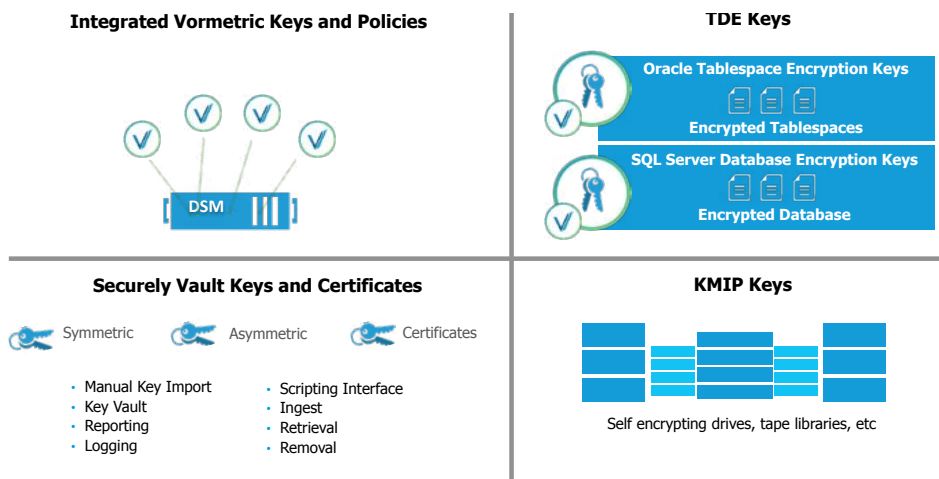 Integrated Vormetric Keys and Policies
DSM
TDE Keys
Oracle Tablespace Encryption Keys
Encrypted Tablespaces
SQL Server Database Encryption Keys
Encrypted Database
Securely Vault Keys and Certificates
Symmetric
Asymmetric
Certificates
• Manual Key Import
• Key Vault
• Reporting
• Logging
• Scripting Interface
• Ingest
• Retrieval
• Removal
KMIP Keys
Self encrypting drives, tape libraries, etc